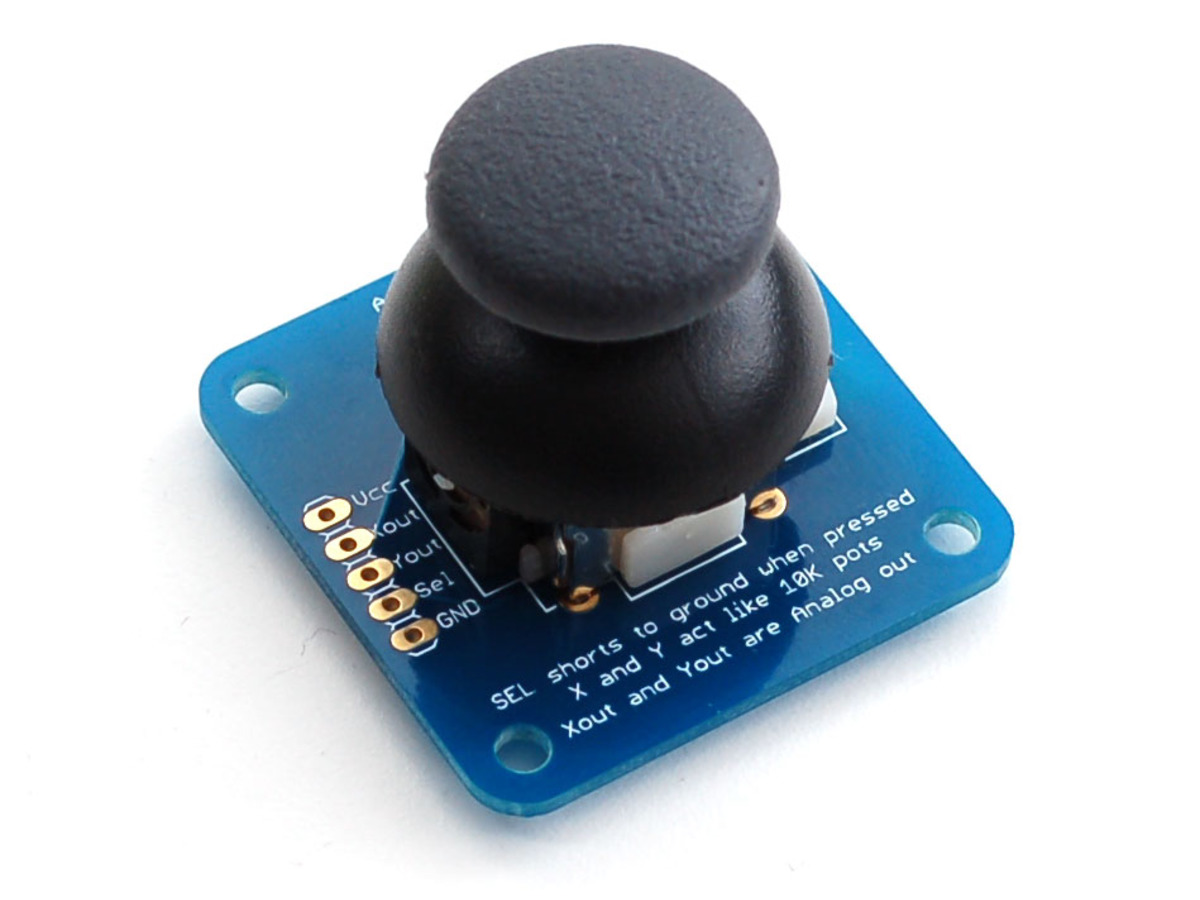 Vcc
Xout
Yout
Sel
GND
SEL shorts to ground when pressed
X and Y act like 10K pots
Xout and Yout are Analog out